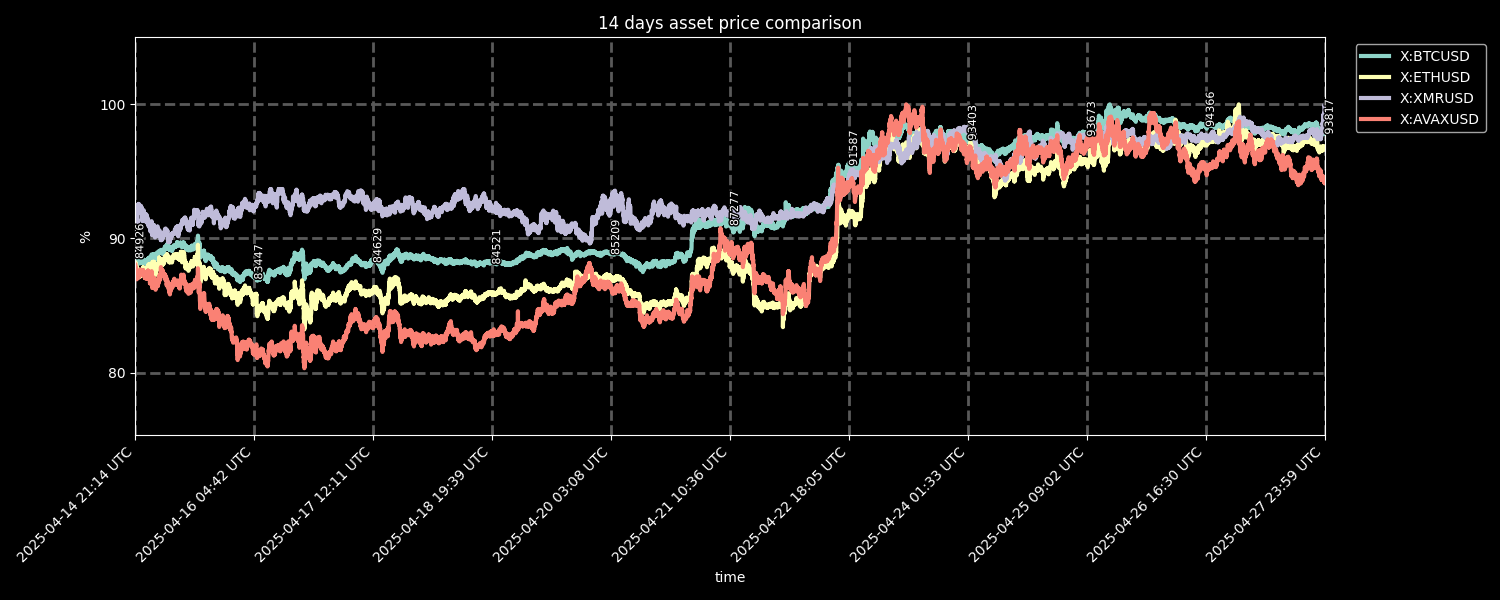 14 days asset price comparison
X:BTCUSD
X:ETHUSD
X:XMRUSD
X:AVAXUSD
100
90
80
%
84926
83447
84629
84521
85209
87277
91587
93403
93673
94366
93817
2025-04-14 21:14 UTC
2025-04-16 04:42 UTC
2025-04-17 12:11 UTC
2025-04-18 19:39 UTC
2025-04-20 03:08 UTC
2025-04-21 10:36 UTC
2025-04-22 18:05 UTC
2025-04-24 01:33 UTC
2025-04-25 09:02 UTC
2025-04-26 16:30 UTC
2025-04-27 23:59 UTC
time